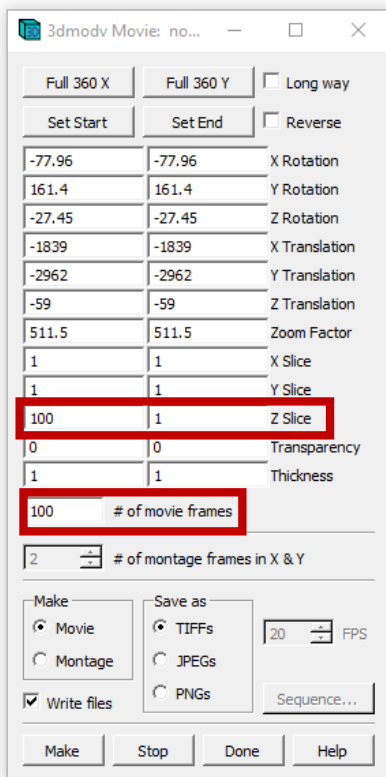 3dmodv Movie: no...
Full 360 X Full 360 Y Long way
Set Start Set End Reverse
-77.96 -77.96 X Rotation
161.4 161.4 Y Rotation
-27.45 -27.45 Z Rotation
-1839 -1839 X Translation
-2962 -2962 Y Translation
-59 -59 Z Translation
511.5 511.5 Zoom Factor
1 1 X Slice
1 1 Y Slice
100 1 Z Slice
0 0 Transparency
1 1 Thickness
100 # of movie frames
2 # of montage frames in X & Y
Make Save as
Movie TIFFs 20 FPS
Montage JPEGs
Write files PNGs Sequence...
Make Stop Done Help